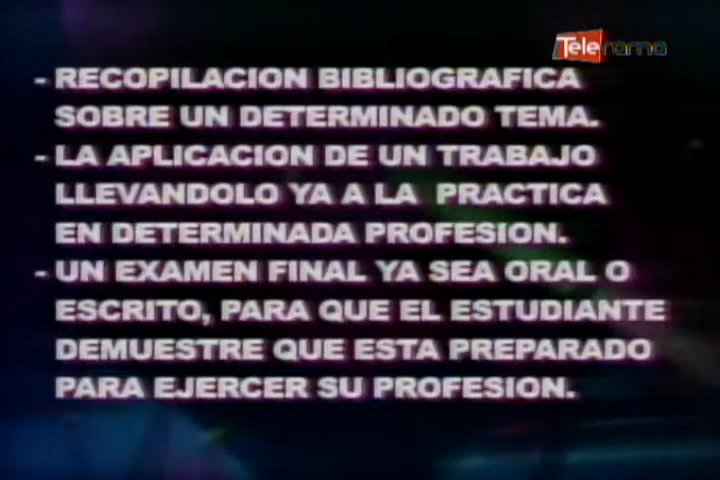 Telerama
- RECOPILACION BIBLIOGRAFICA
SOBRE UN DETERMINADO TEMA.
- LA APLICACION DE UN TRABAJO
LLEVANDOLO YA A LA PRACTICA
EN DETERMINADA PROFESION.
- UN EXAMEN FINAL YA SEA ORAL O
ESCRITO, PARA QUE EL ESTUDIANTE
DEMUESTRE QUE ESTA PREPARADO
PARA EJERCER SU PROFESION.